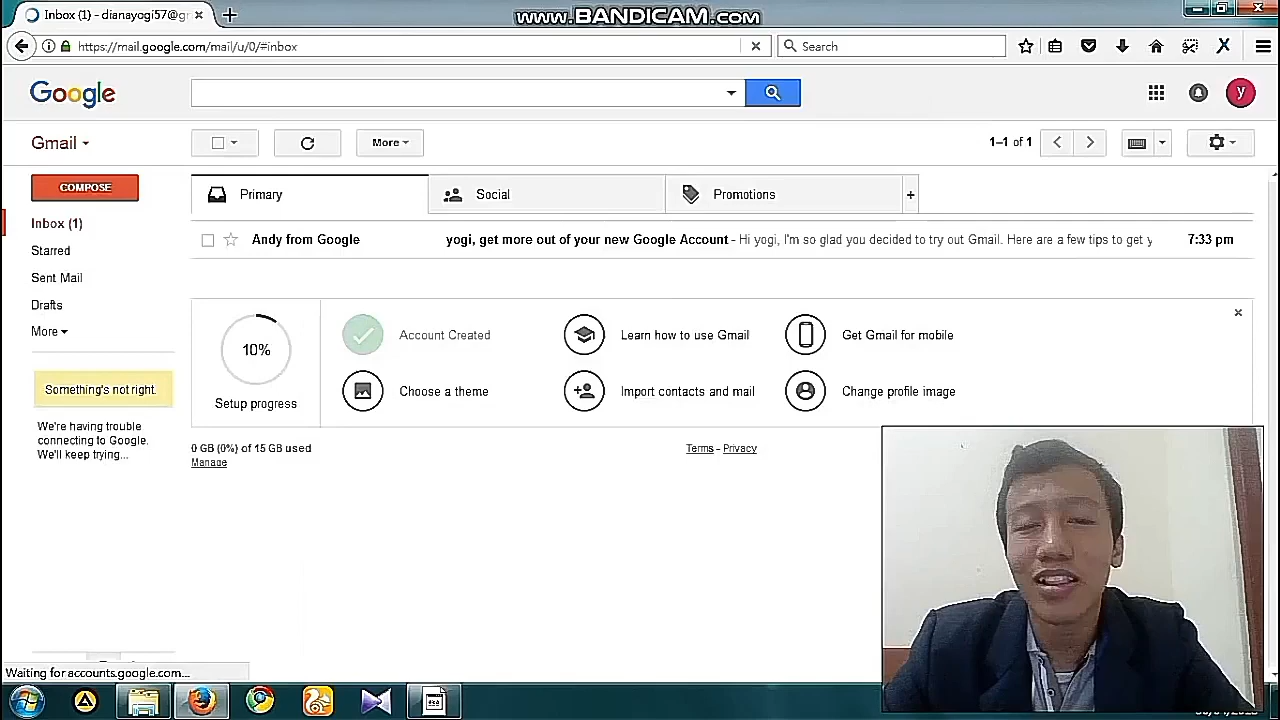 Inbox (1) - dianayogi57@gr
www.BANDICAM.com
https://mail.google.com/mail/u/0/#inbox
Search
Google
y
Gmail
More
1–1 of 1
COMPOSE
Primary
Social
Promotions
+
Inbox (1)
Andy from Google
yogi, get more out of your new Google Account - Hi yogi, I'm so glad you decided to try out Gmail. Here are a few tips to get y
7:33 pm
Starred
Sent Mail
Drafts
More
10%
Setup progress
Account Created
Learn how to use Gmail
Get Gmail for mobile
Choose a theme
Import contacts and mail
Change profile image
Something's not right.
We're having trouble
connecting to Google.
We'll keep trying...
0 GB (0%) of 15 GB used
Manage
Terms - Privacy
Waiting for accounts.google.com...